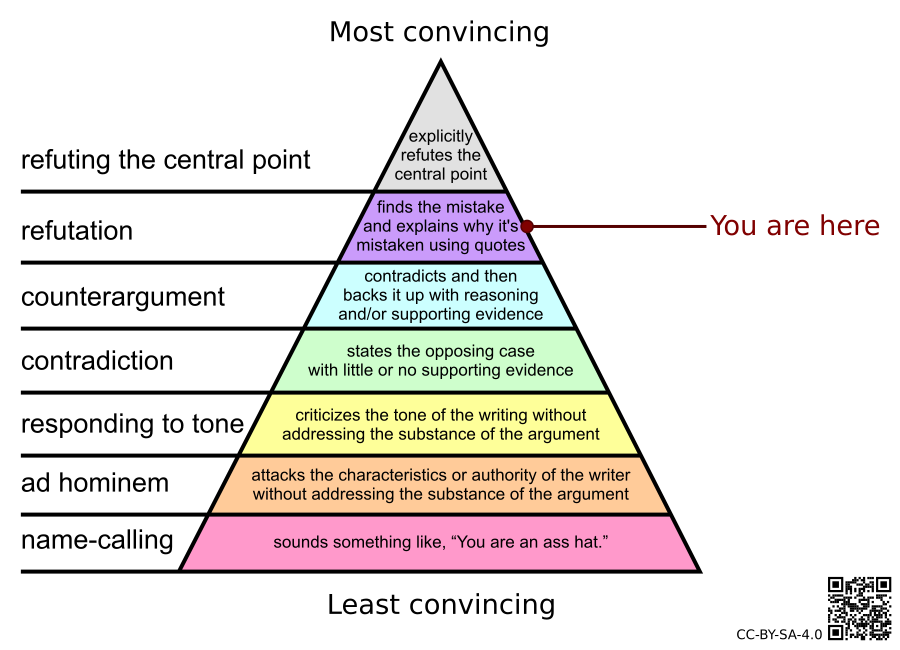 Most convincing
refuting the central point
explicitly
refutes the
central point
refutation
finds the mistake
and explains why it's
mistaken using quotes
You are here
counterargument
contradicts and then
backs it up with reasoning
and/or supporting evidence
contradiction
states the opposing case
with little or no supporting evidence
responding to tone
criticizes the tone of the writing without
addressing the substance of the argument
ad hominem
attacks the characteristics or authority of the writer
without addressing the substance of the argument
name-calling
sounds something like, “You are an ass hat.”
Least convincing
CC-BY-SA-4.0